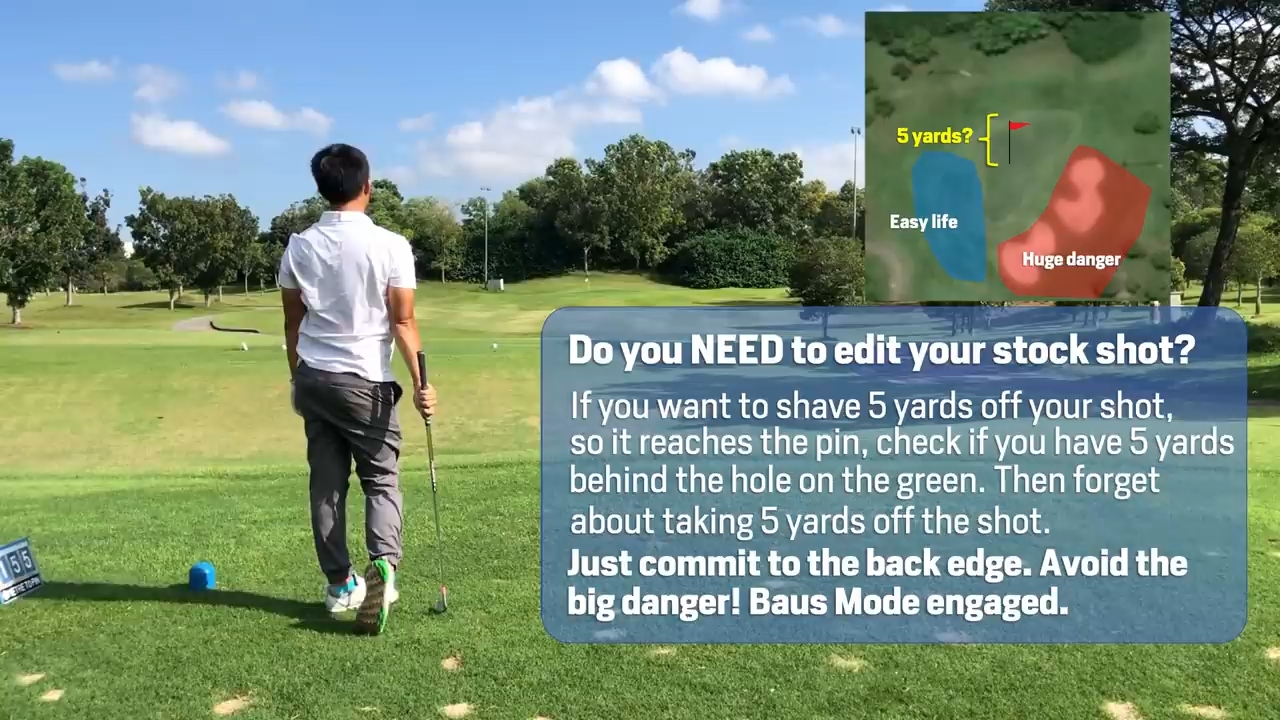 5 yards?
Easy life
Huge danger
Do you NEED to edit your stock shot?
If you want to shave 5 yards off your shot,
so it reaches the pin, check if you have 5 yards
behind the hole on the green. Then forget
about taking 5 yards off the shot.
Just commit to the back edge. Avoid the
big danger! Baus Mode engaged.
155